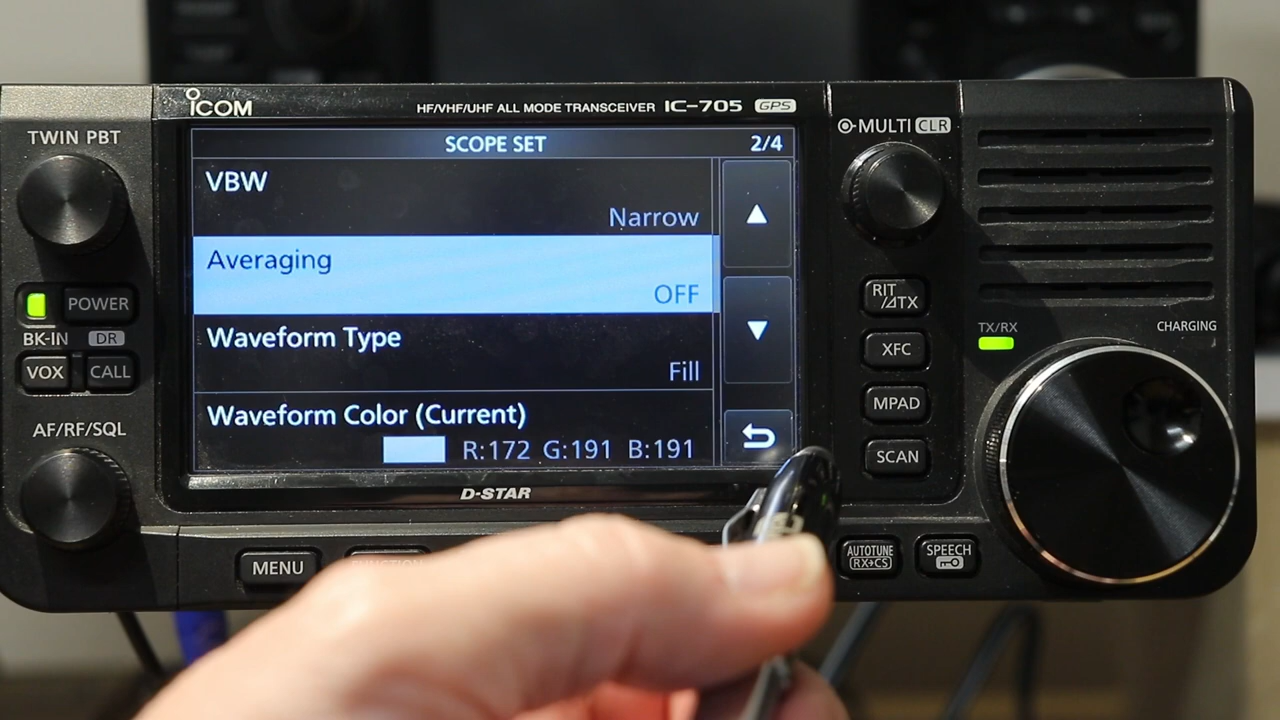 ICOM
HF/VHF/UHF ALL MODE TRANSCEIVER IC-705 GPS
TWIN PBT
MULTI CLR
SCOPE SET 2/4
VBW
Narrow
Averaging
OFF
Waveform Type
Fill
Waveform Color (Current)
R:172 G:191 B:191
POWER
BK-IN DR
VOX CALL
AF/RF/SQL
RIT
/⊿TX
XFC
MPAD
SCAN
TX/RX
CHARGING
D-STAR
MENU
FUNCTION
AUTOTUNE
RX→CS
SPEECH